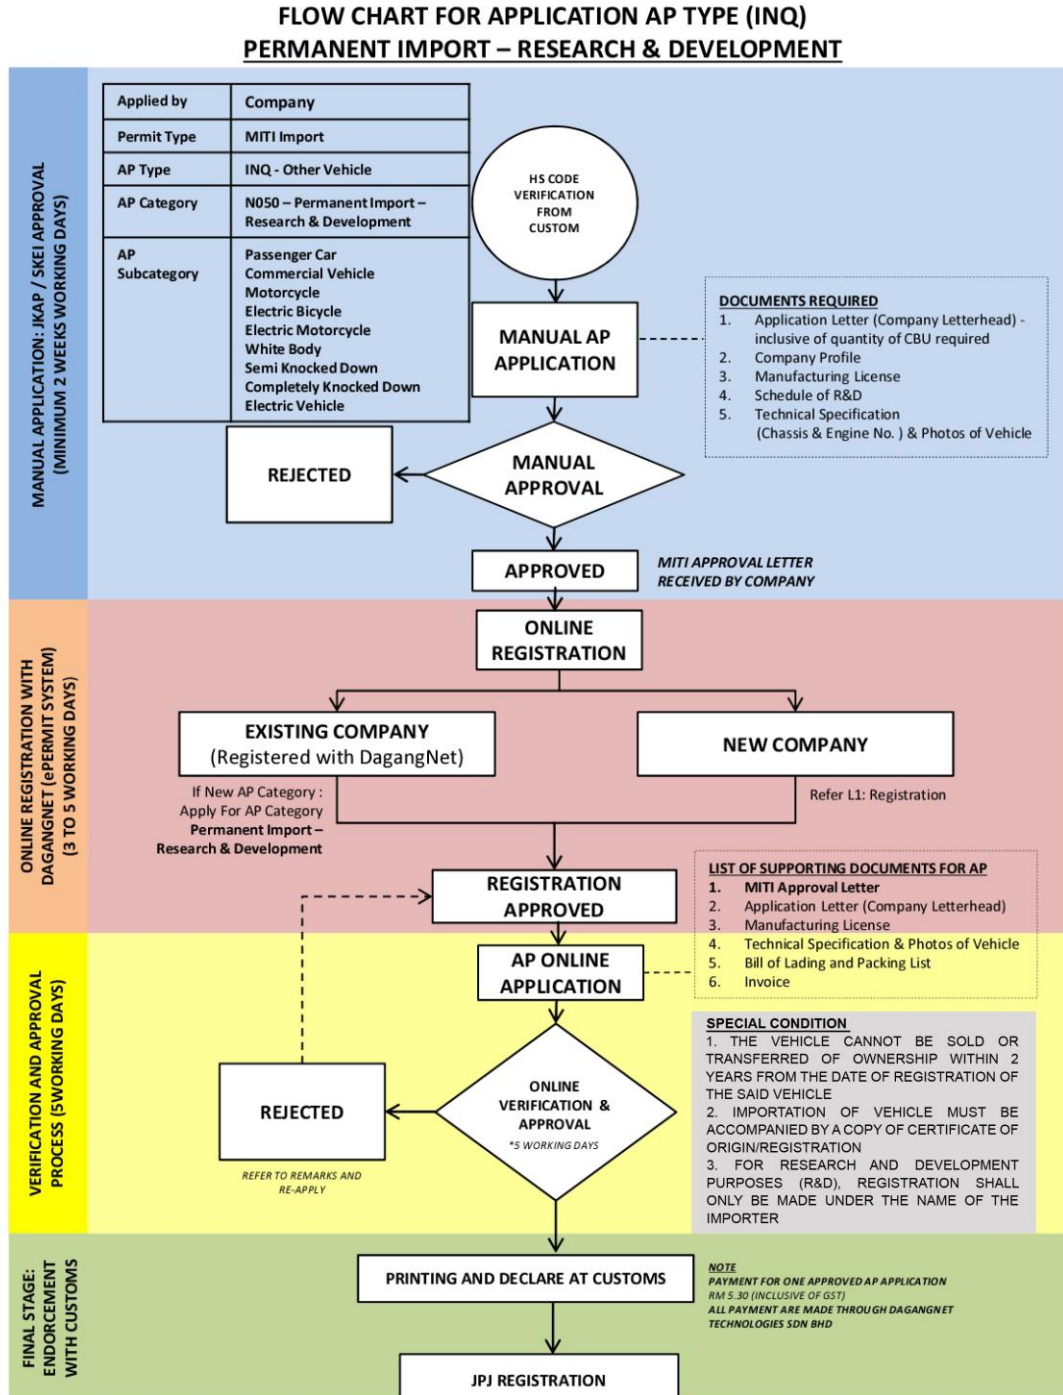 FLOW CHART FOR APPLICATION AP TYPE (INQ)
PERMANENT IMPORT – RESEARCH & DEVELOPMENT
MANUAL APPLICATION: JKAP / SKEI APPROVAL
(MINIMUM 2 WEEKS WORKING DAYS)
Applied by Company
Permit Type MITI Import
AP Type INQ - Other Vehicle
AP Category N050 – Permanent Import –
Research & Development
AP Passenger Car
Subcategory Commercial Vehicle
Motorcycle
Electric Bicycle
Electric Motorcycle
White Body
Semi Knocked Down
Completely Knocked Down
Electric Vehicle
HS CODE
VERIFICATION
FROM
CUSTOM
MANUAL AP
APPLICATION
DOCUMENTS REQUIRED
1. Application Letter (Company Letterhead) -
inclusive of quantity of CBU required
2. Company Profile
3. Manufacturing License
4. Schedule of R&D
5. Technical Specification
(Chassis & Engine No. ) & Photos of Vehicle
MANUAL
APPROVAL
REJECTED
APPROVED
MITI APPROVAL LETTER
RECEIVED BY COMPANY
ONLINE REGISTRATION WITH
DAGANGNET (ePERMIT SYSTEM)
(3 TO 5 WORKING DAYS)
ONLINE
REGISTRATION
EXISTING COMPANY
(Registered with DagangNet)
NEW COMPANY
If New AP Category :
Apply For AP Category
Permanent Import –
Research & Development
Refer L1: Registration
REGISTRATION
APPROVED
LIST OF SUPPORTING DOCUMENTS FOR AP
1. MITI Approval Letter
2. Application Letter (Company Letterhead)
3. Manufacturing License
4. Technical Specification & Photos of Vehicle
5. Bill of Lading and Packing List
6. Invoice
VERIFICATION AND APPROVAL
PROCESS (5WORKING DAYS)
AP ONLINE
APPLICATION
ONLINE
VERIFICATION &
APPROVAL
*5 WORKING DAYS
REJECTED
REFER TO REMARKS AND
RE-APPLY
SPECIAL CONDITION
1. THE VEHICLE CANNOT BE SOLD OR
TRANSFERRED OF OWNERSHIP WITHIN 2
YEARS FROM THE DATE OF REGISTRATION OF
THE SAID VEHICLE
2. IMPORTATION OF VEHICLE MUST BE
ACCOMPANIED BY A COPY OF CERTIFICATE OF
ORIGIN/REGISTRATION
3. FOR RESEARCH AND DEVELOPMENT
PURPOSES (R&D), REGISTRATION SHALL
ONLY BE MADE UNDER THE NAME OF THE
IMPORTER
FINAL STAGE:
ENDORCEMENT
WITH CUSTOMS
PRINTING AND DECLARE AT CUSTOMS
NOTE
PAYMENT FOR ONE APPROVED AP APPLICATION
RM 5.30 (INCLUSIVE OF GST)
ALL PAYMENT ARE MADE THROUGH DAGANGNET
TECHNOLOGIES SDN BHD
JPJ REGISTRATION